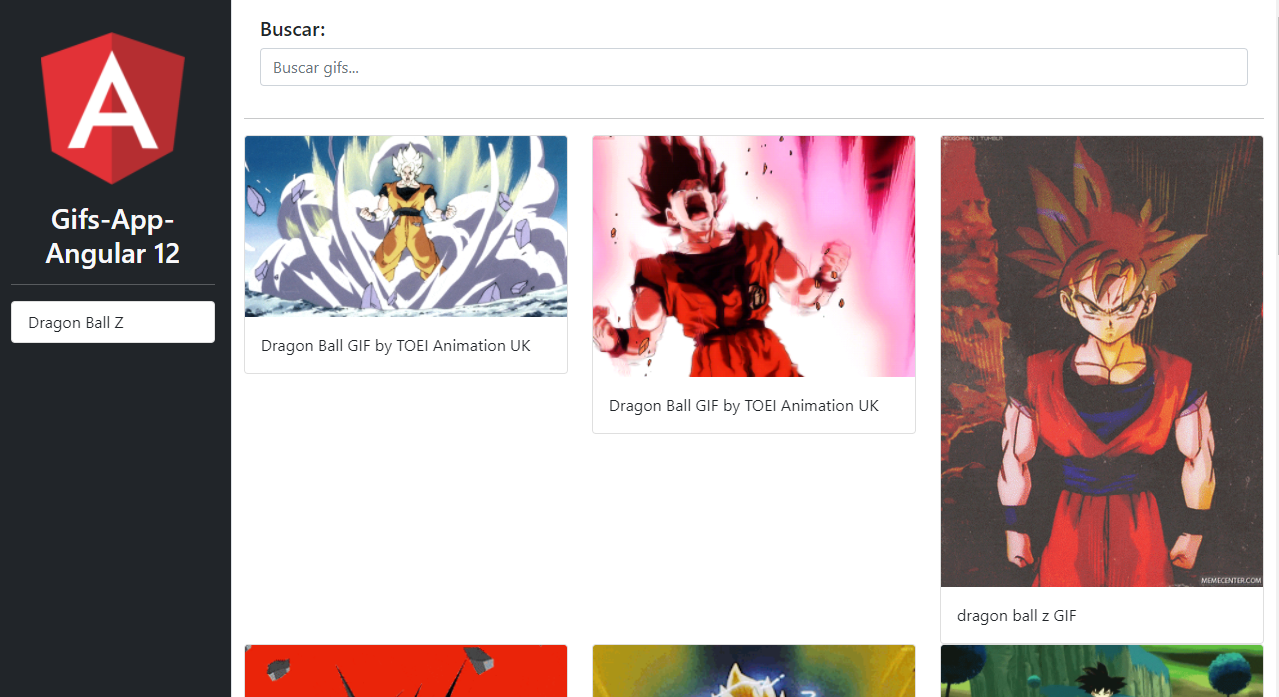 A
Gifs-App-
Angular 12
Dragon Ball Z
Buscar:
Buscar gifs...
Dragon Ball GIF by TOEI Animation UK
Dragon Ball GIF by TOEI Animation UK
MEMECENTER.COM
dragon ball z GIF